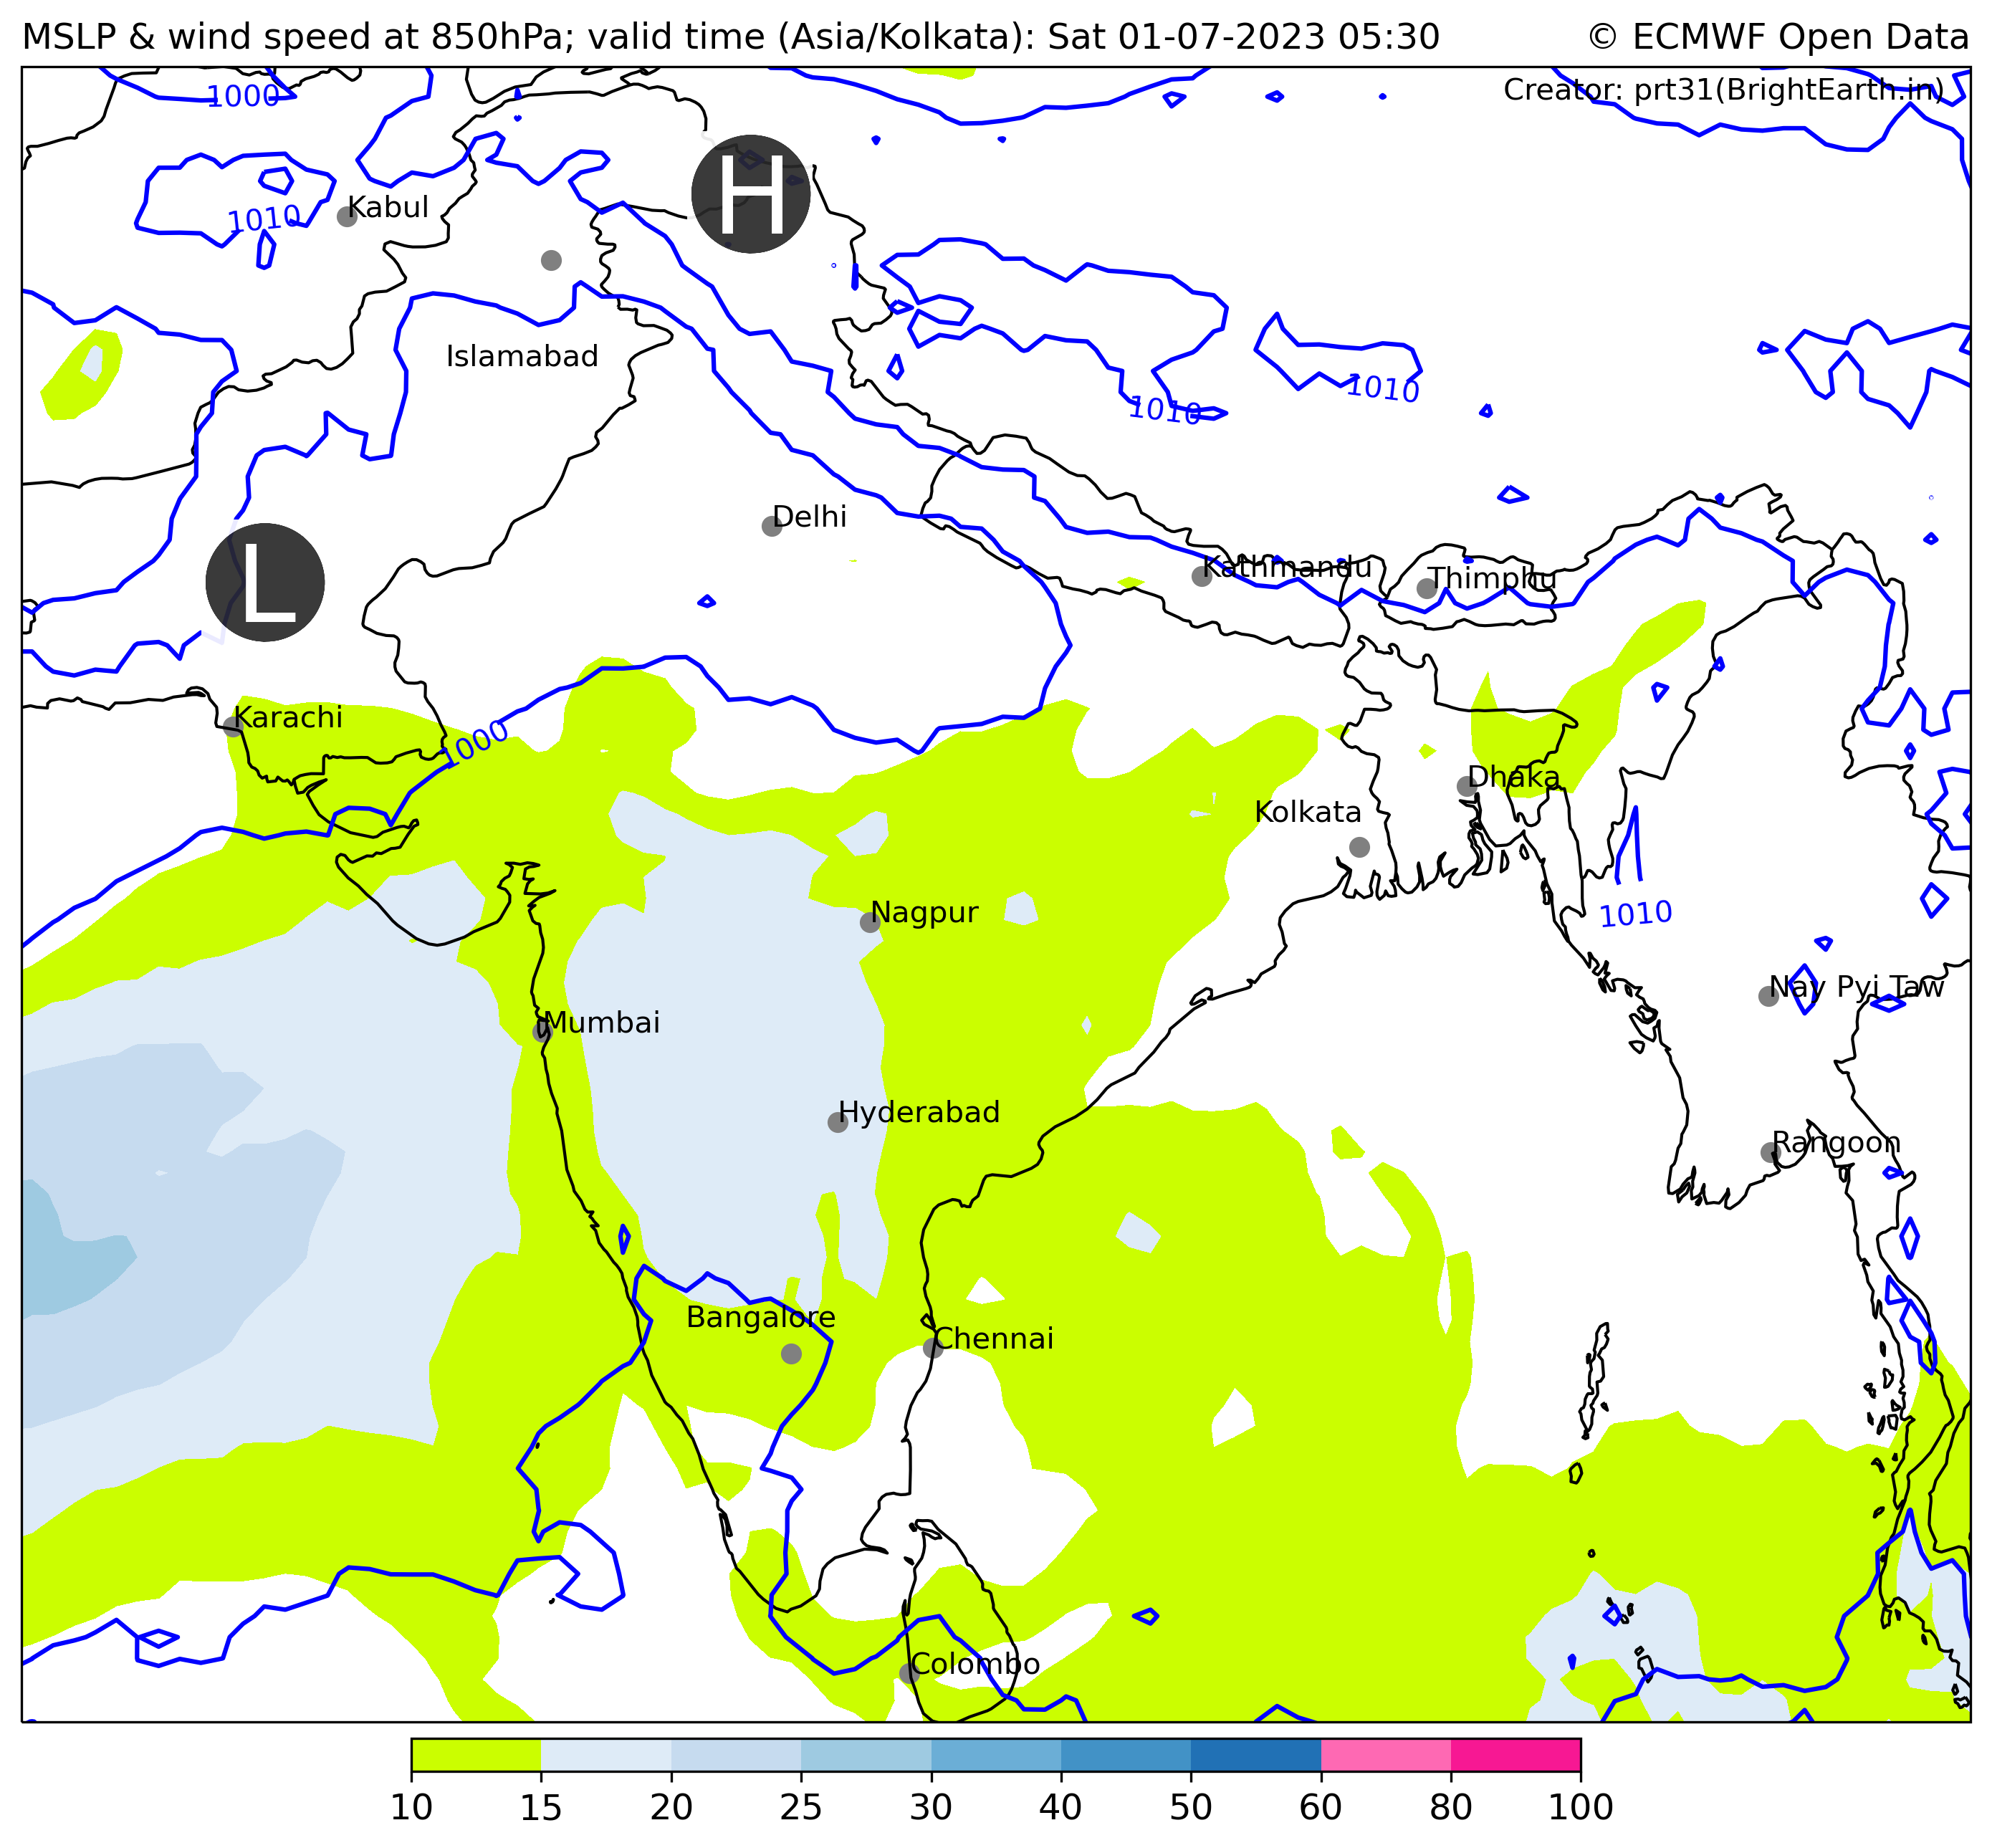 MSLP & wind speed at 850hPa; valid time (Asia/Kolkata): Sat 01-07-2023 05:30
© ECMWF Open Data
Creator: prt31(BrightEarth.in)
1000
H
1010
Kabul
Islamabad
1010
1010
Delhi
L
Kathmandu
Thimphu
Karachi
1000
Dhaka
Kolkata
Nagpur
1010
Nay Pyi Taw
Mumbai
Hyderabad
Rangoon
Bangalore
Chennai
Colombo
10 15 20 25 30 40 50 60 80 100